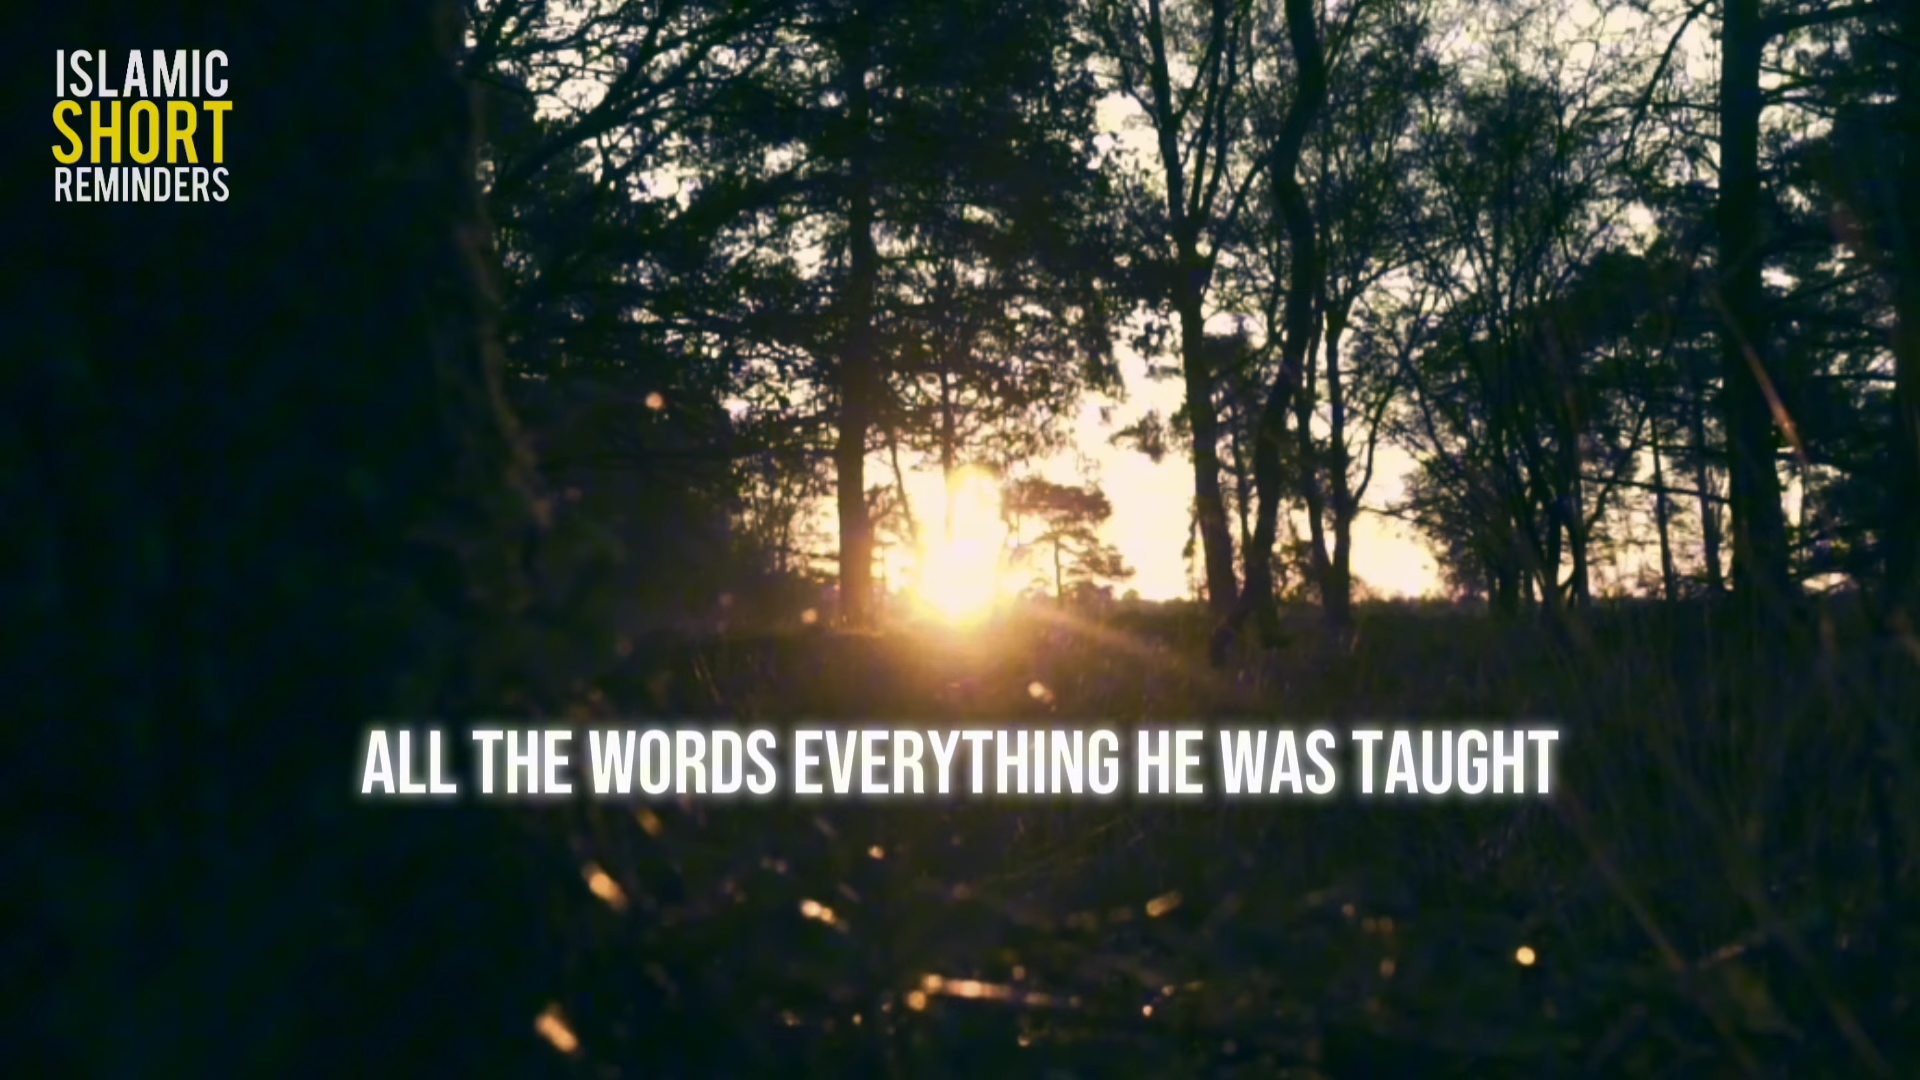 ISLAMIC
SHORT
REMINDERS
ALL THE WORDS EVERYTHING HE WAS TAUGHT